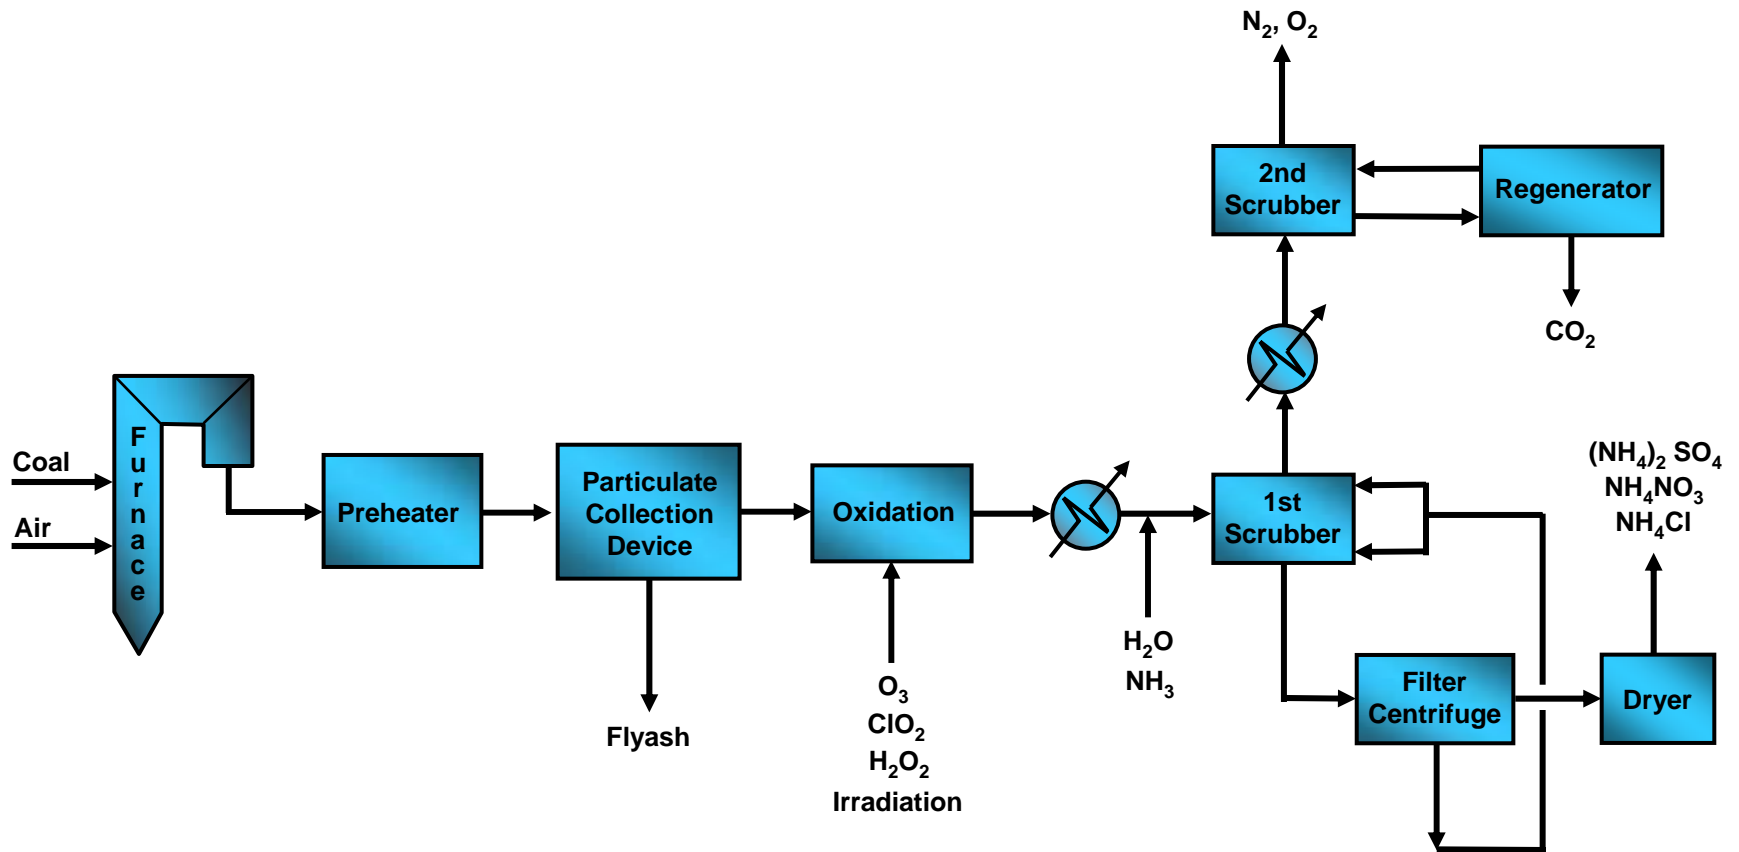 N₂, O₂
2nd
Scrubber
Regenerator
CO₂
Furnace
Coal
Air
Preheater
Particulate
Collection
Device
Flyash
Oxidation
O₃
ClO₂
H₂O₂
Irradiation
H₂O
NH₃
1st
Scrubber
Filter
Centrifuge
Dryer
(NH₄)₂ SO₄
NH₄NO₃
NH₄Cl